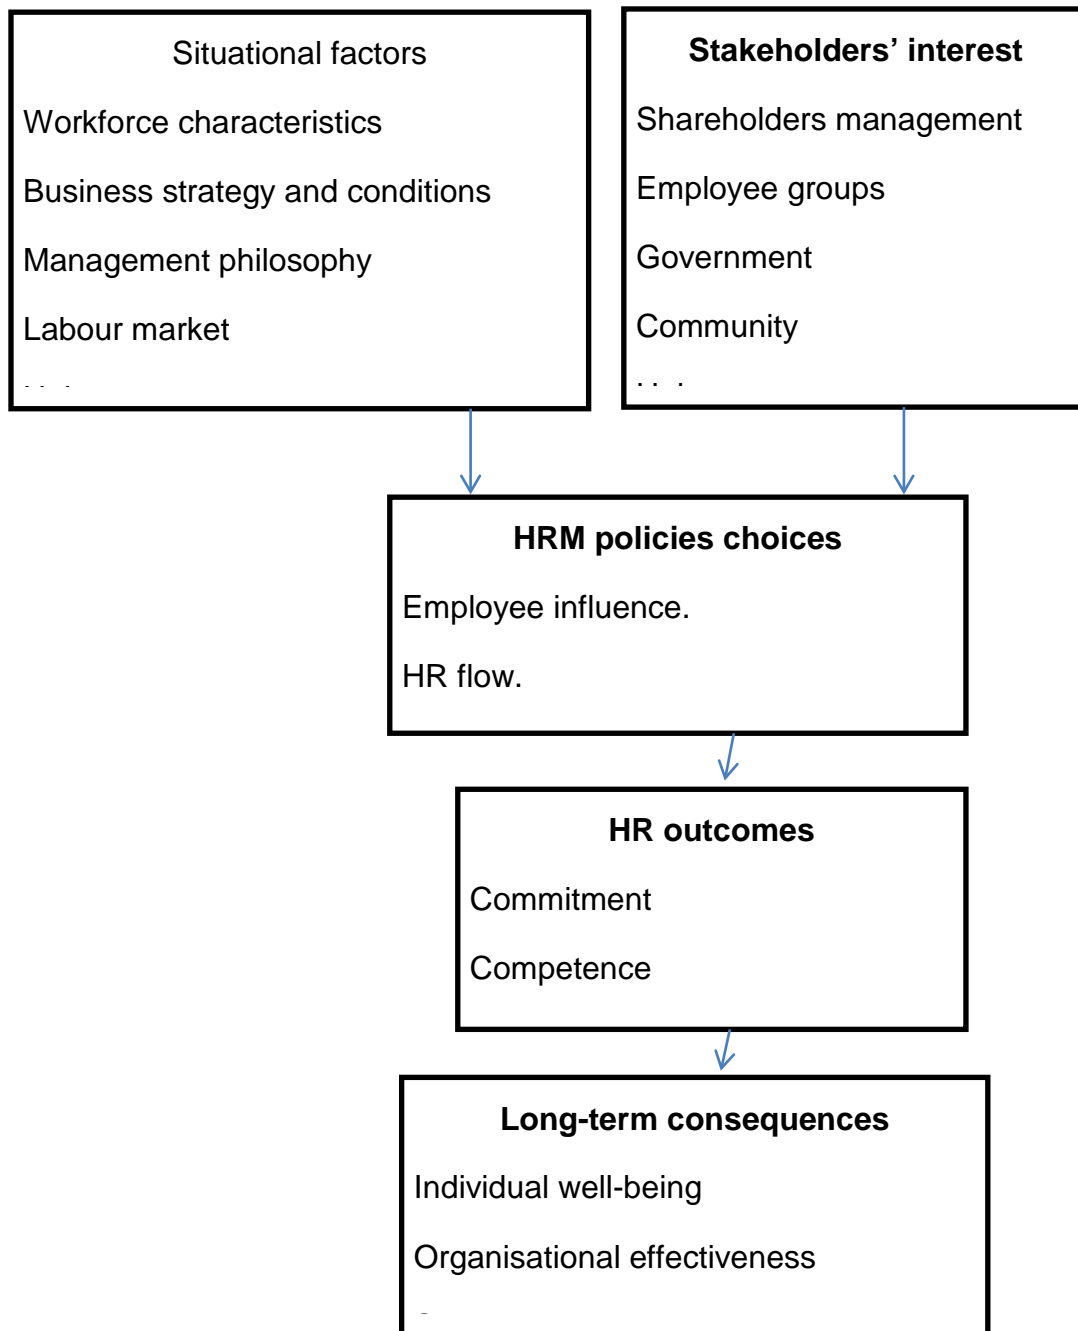 Situational factors
Workforce characteristics
Business strategy and conditions
Management philosophy
Labour market
Stakeholders’ interest
Shareholders management
Employee groups
Government
Community
HRM policies choices
Employee influence.
HR flow.
HR outcomes
Commitment
Competence
Long-term consequences
Individual well-being
Organisational effectiveness